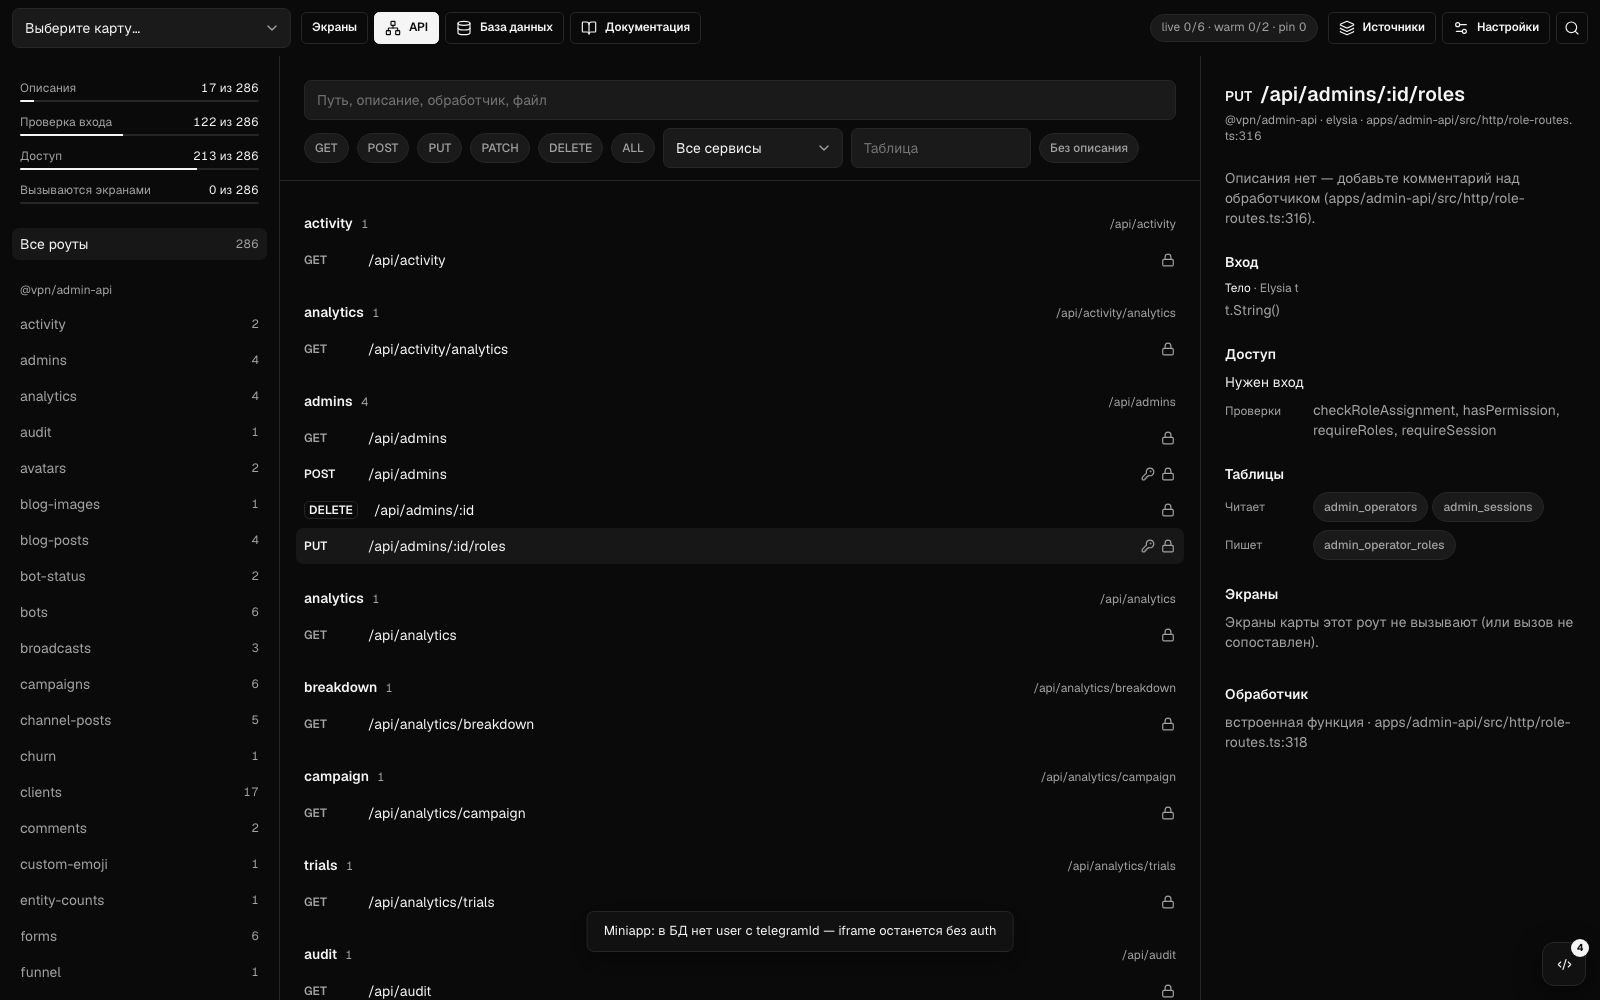 Выберите карту…
Экраны
API
База данных
Документация
live 0/6 · warm 0/2 · pin 0
Источники
Настройки
Описания 17 из 286
Проверка входа 122 из 286
Доступ 213 из 286
Вызываются экранами 0 из 286
Все роуты 286
@vpn/admin-api
activity 2
admins 4
analytics 4
audit 1
avatars 2
blog-images 1
blog-posts 4
bot-status 2
bots 6
broadcasts 3
campaigns 6
channel-posts 5
churn 1
clients 17
comments 2
custom-emoji 1
entity-counts 1
forms 6
funnel 1
Путь, описание, обработчик, файл
GET POST PUT PATCH DELETE ALL Все сервисы Таблица Без описания
activity 1 /api/activity
GET /api/activity
analytics 1 /api/activity/analytics
GET /api/activity/analytics
admins 4 /api/admins
GET /api/admins
POST /api/admins
DELETE /api/admins/:id
PUT /api/admins/:id/roles
analytics 1 /api/analytics
GET /api/analytics
breakdown 1 /api/analytics/breakdown
GET /api/analytics/breakdown
campaign 1 /api/analytics/campaign
GET /api/analytics/campaign
trials 1 /api/analytics/trials
GET /api/analytics/trials
audit 1 /api/audit
GET /api/audit
Miniapp: в БД нет user с telegramId — iframe останется без auth
PUT /api/admins/:id/roles
@vpn/admin-api · elysia · apps/admin-api/src/http/role-routes.
ts:316
Описания нет — добавьте комментарий над
обработчиком (apps/admin-api/src/http/role-
routes.ts:316).
Вход
Тело · Elysia t
t.String()
Доступ
Нужен вход
Проверки checkRoleAssignment, hasPermission,
requireRoles, requireSession
Таблицы
Читает admin_operators admin_sessions
Пишет admin_operator_roles
Экраны
Экраны карты этот роут не вызывают (или вызов не
сопоставлен).
Обработчик
встроенная функция · apps/admin-api/src/http/role-
routes.ts:318
4